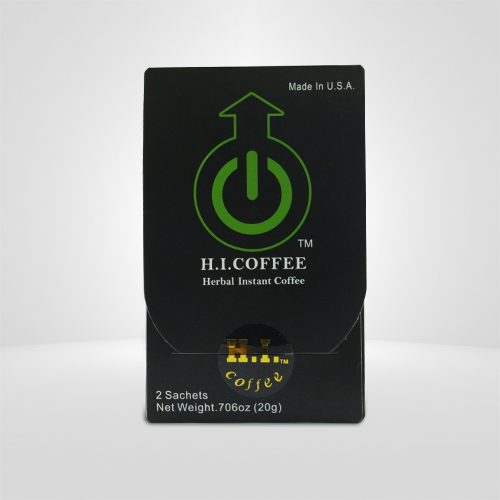 Made In U.S.A.
TM
H.I.COFFEE
Herbal Instant Coffee
H.I.™
coffee
2 Sachets
Net Weight.706oz (20g)